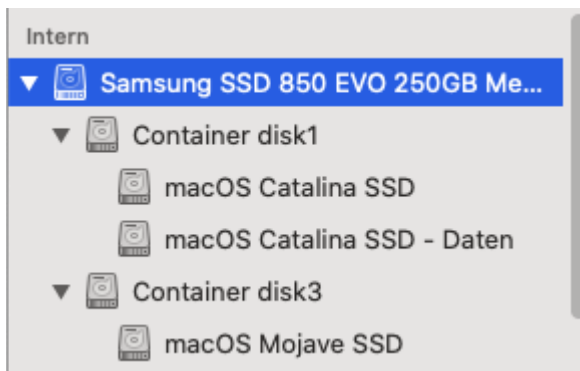 Intern
Samsung SSD 850 EVO 250GB Me...
Container disk1
macOS Catalina SSD
macOS Catalina SSD - Daten
Container disk3
macOS Mojave SSD